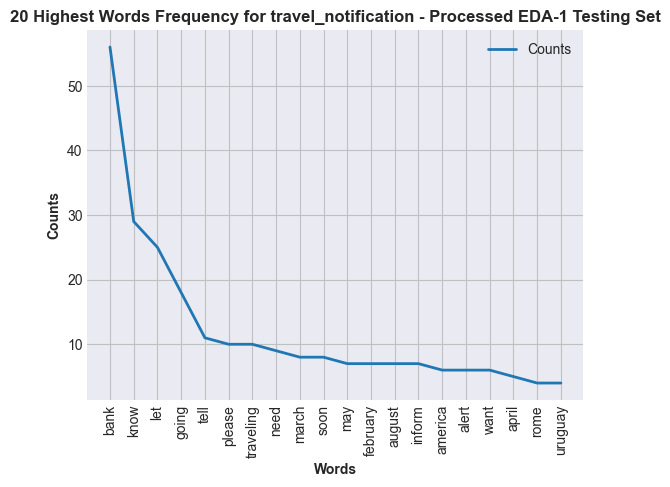 20 Highest Words Frequency for travel_notification - Processed EDA-1 Testing Set
Counts
50
40
30
20
10
Counts
bank
know
let
going
tell
please
traveling
need
march
soon
may
february
august
inform
america
alert
want
april
rome
uruguay
Words